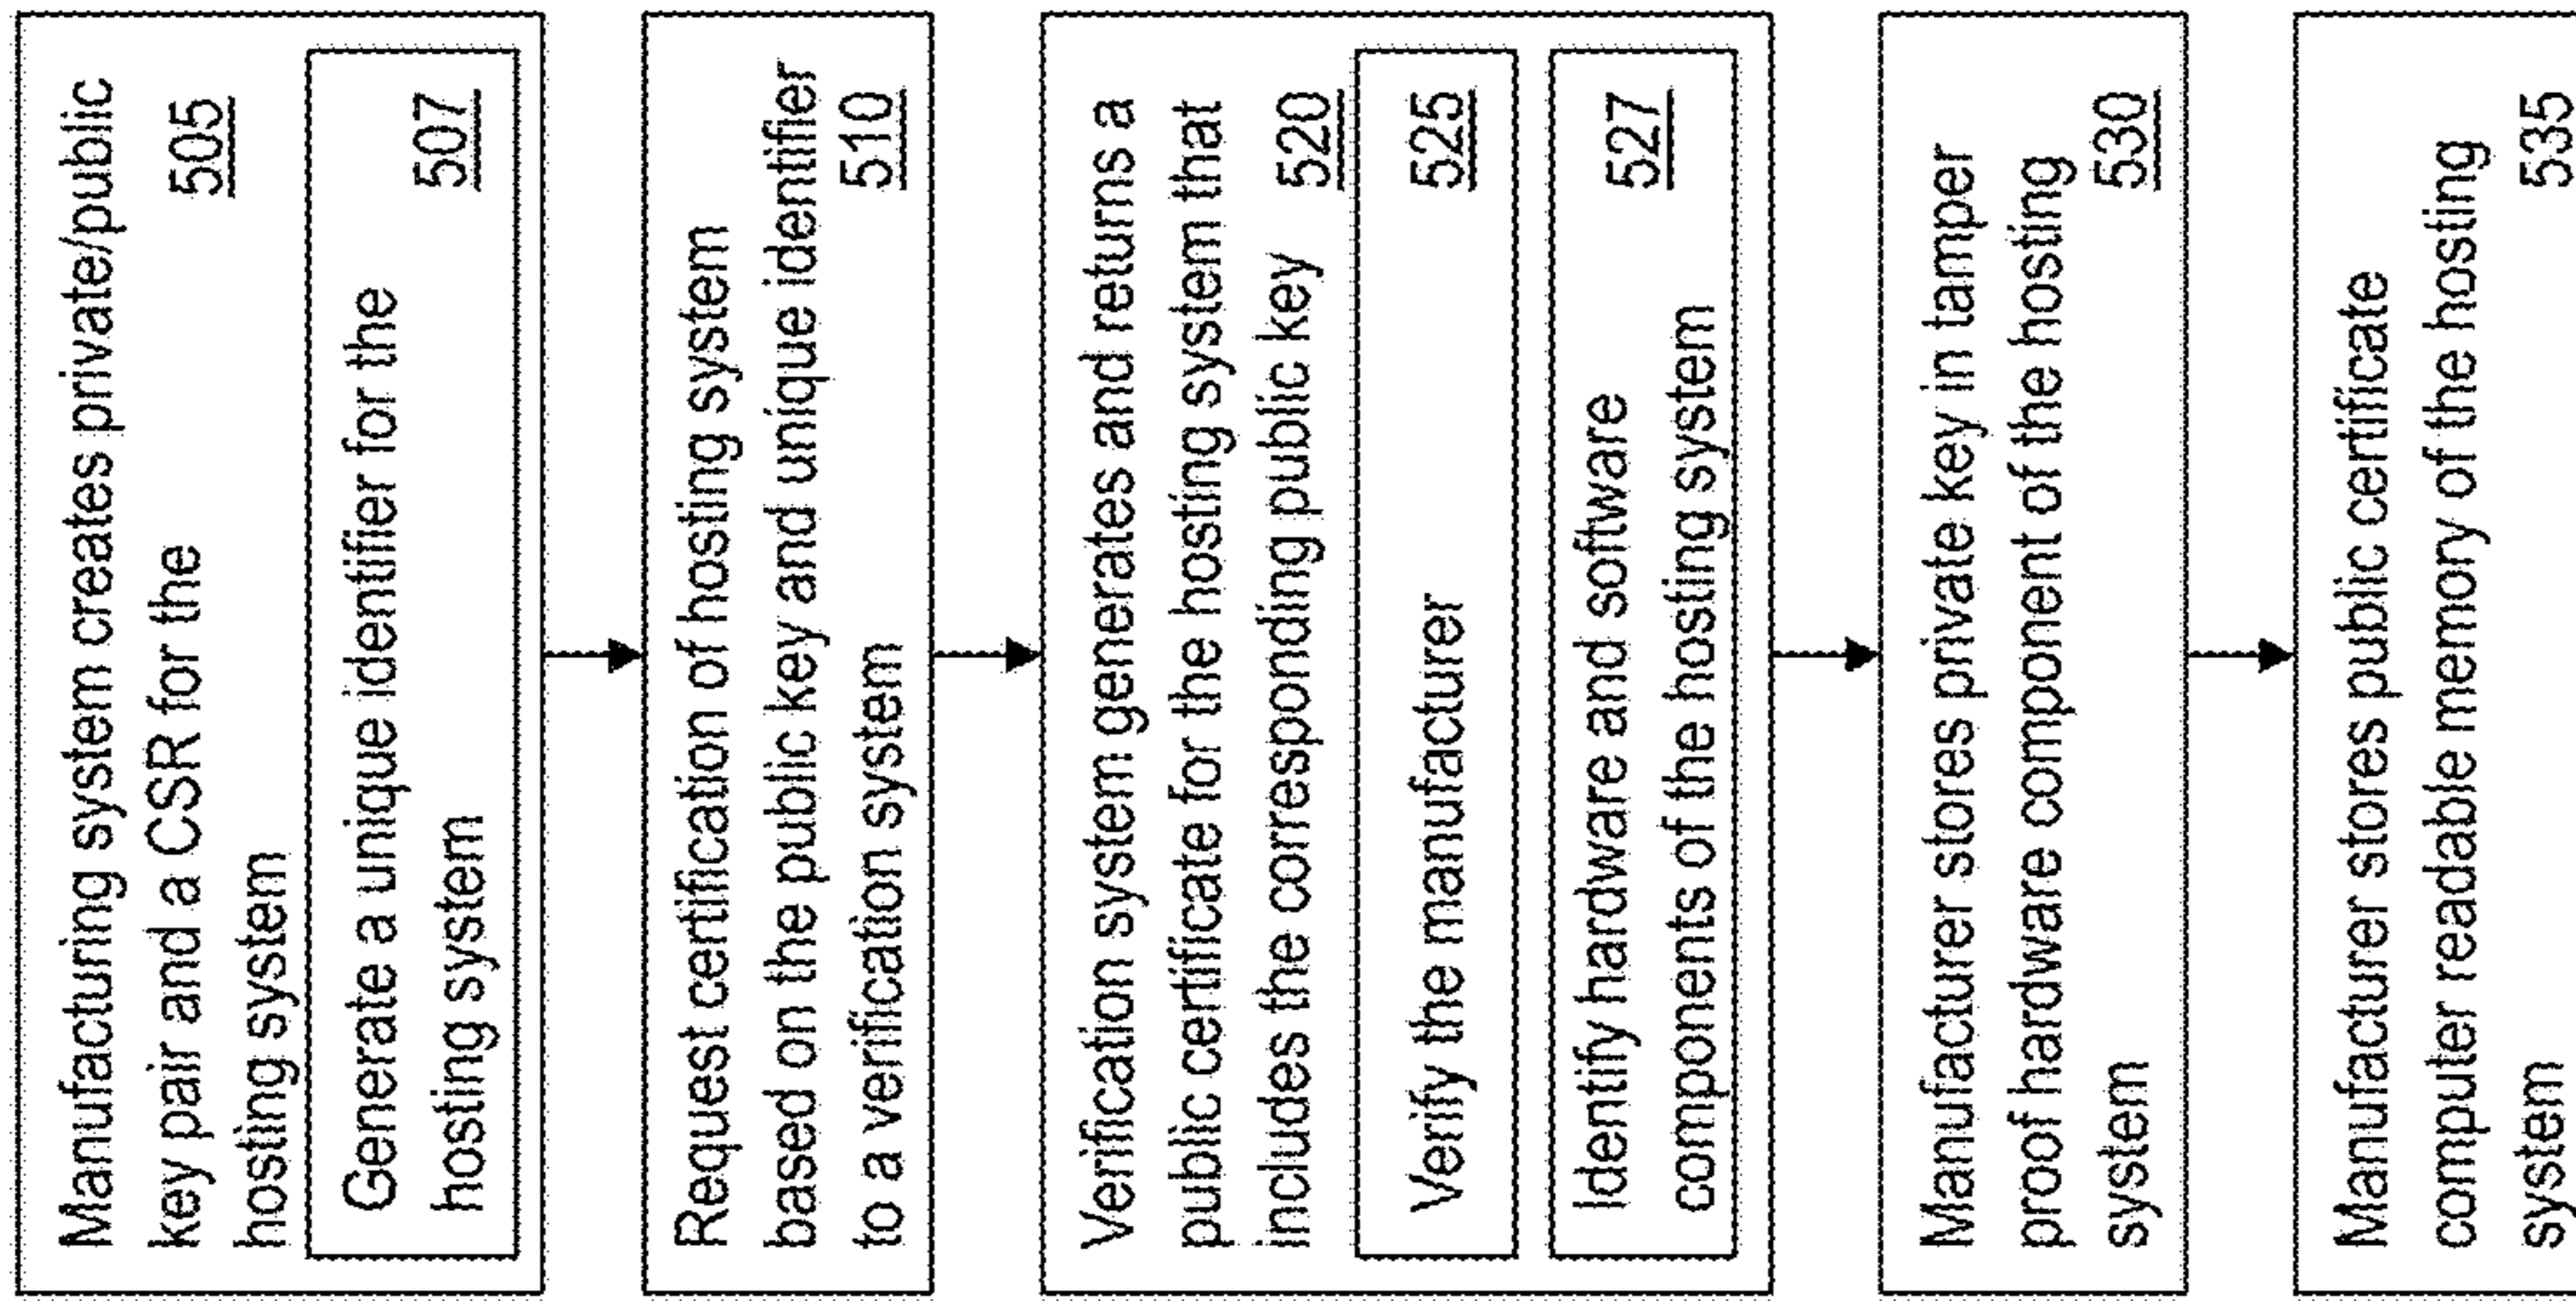 Manufacturing system creates private/public
key pair and a CSR for the 505
hosting system
Generate a unique identifier for the
hosting system 507
Request certification of hosting system
based on the public key and unique identifier
to a verification system 510
Verification system generates and returns a
public certificate for the hosting system that
includes the corresponding public key 520
Verify the manufacturer 525
Identify hardware and software 527
components of the hosting system
Manufacturer stores private key in tamper
proof hardware component of the hosting
system 530
Manufacturer stores public certificate
computer readable memory of the hosting
system 535